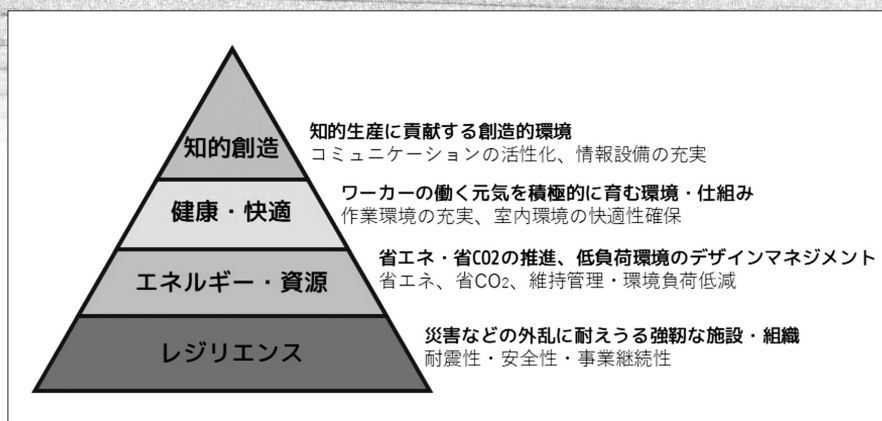 知的創造
知的生産に貢献する創造的環境
コミュニケーションの活性化、情報設備の充実
健康・快適
ワーカーの働く元気を積極的に育む環境・仕組み
作業環境の充実、室内環境の快適性確保
エネルギー・資源
省エネ・省CO2の推進、低負荷環境のデザインマネジメント
省エネ、省CO₂、維持管理・環境負荷低減
レジリエンス
災害などの外乱に耐えうる強靭な施設・組織
耐震性・安全性・事業継続性